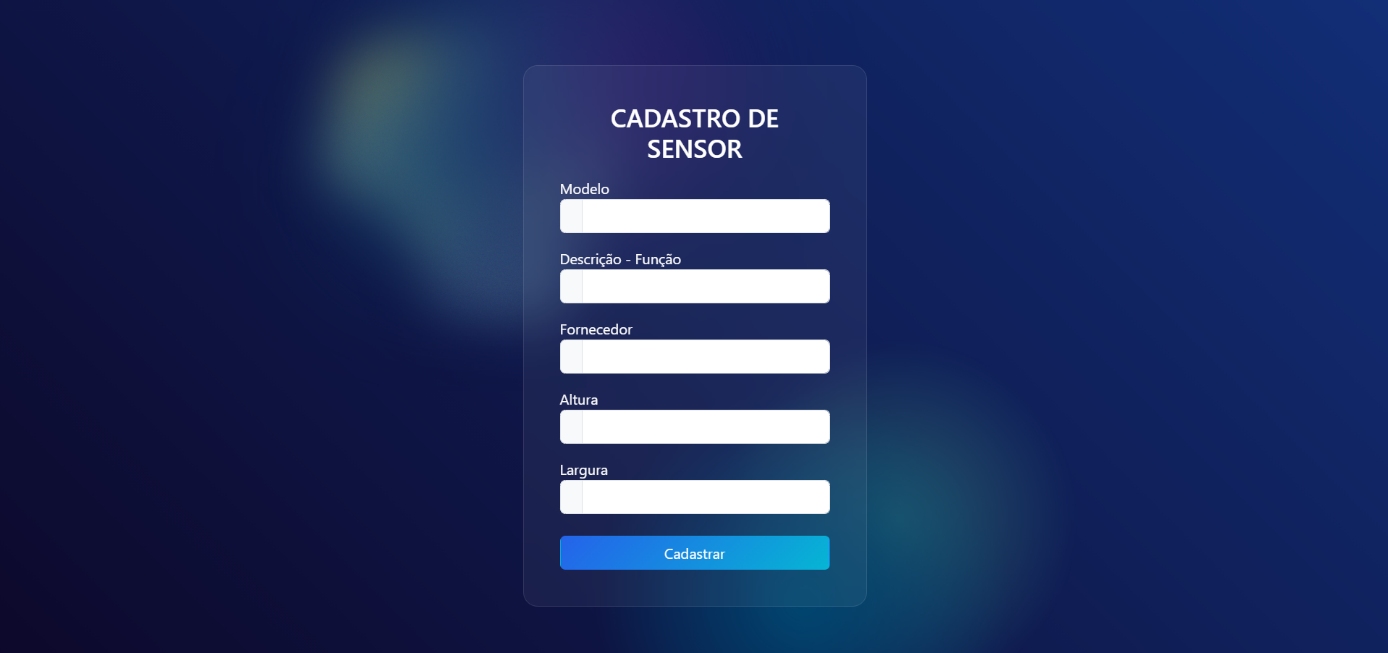 CADASTRO DE
SENSOR
Modelo
Descrição - Função
Fornecedor
Altura
Largura
Cadastrar